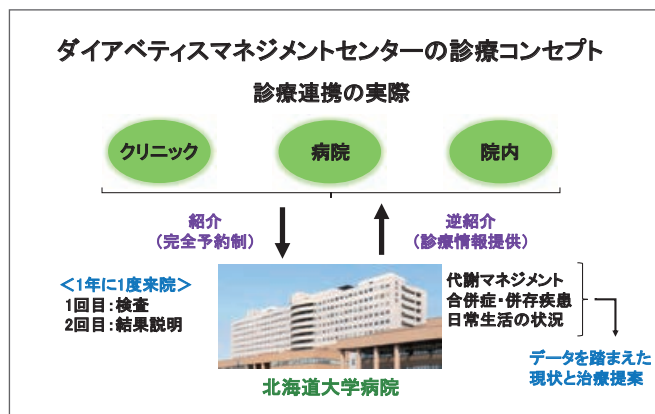 ダイアベティスマネジメントセンターの診療コンセプト
診療連携の実際
クリニック
病院
院内
紹介
（完全予約制）
逆紹介
（診療情報提供）
＜1年に1度来院＞
1回目：検査
2回目：結果説明
代謝マネジメント
合併症・併存疾患
日常生活の状況
データを踏まえた
現状と治療提案
北海道大学病院